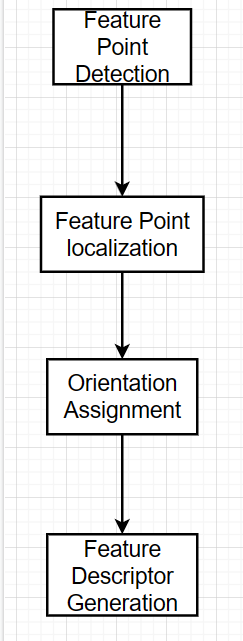 Feature
Point
Detection
Feature Point
localization
Orientation
Assignment
Feature
Descriptor
Generation